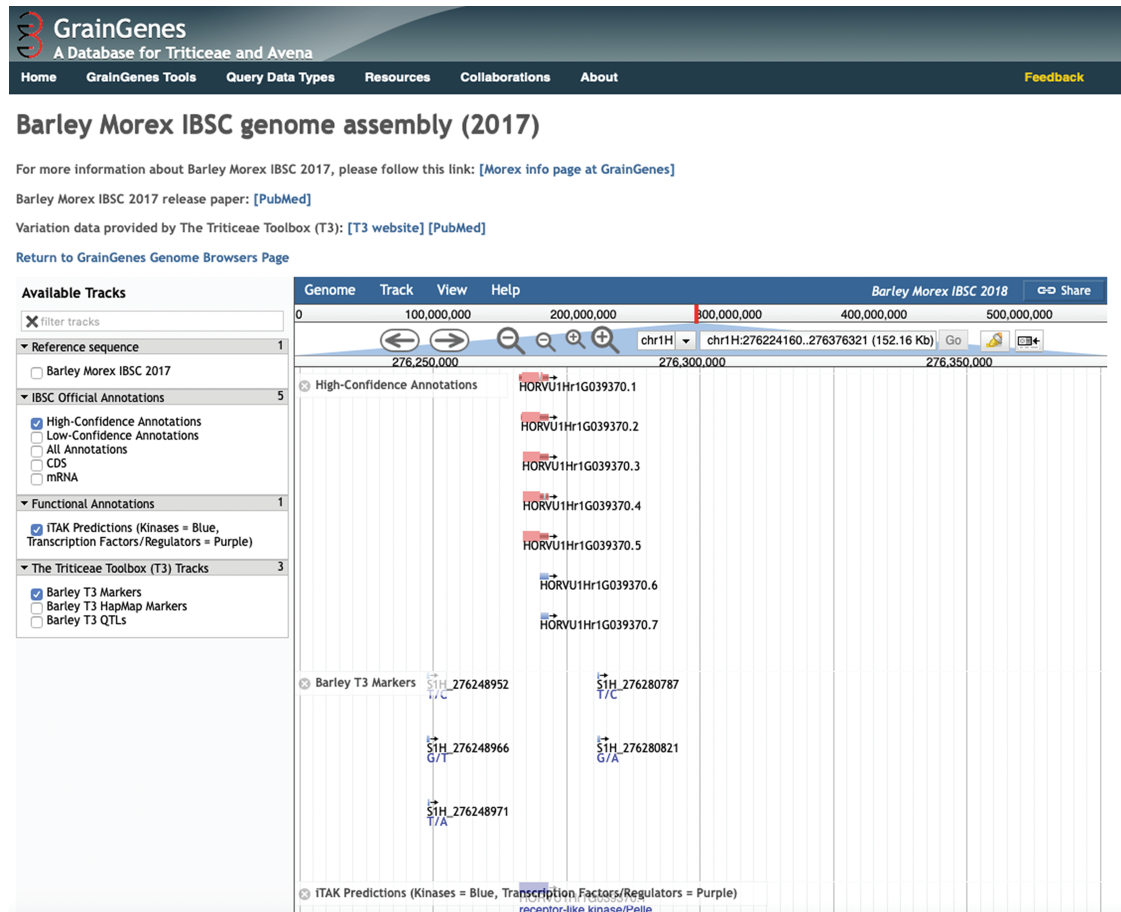 GrainGenes
A Database for Triticeae and Avena
Home GrainGenes Tools Query Data Types Resources Collaborations About Feedback
Barley Morex IBSC genome assembly (2017)
For more information about Barley Morex IBSC 2017, please follow this link: [Morex info page at GrainGenes]
Barley Morex IBSC 2017 release paper: [PubMed]
Variation data provided by The Triticeae Toolbox (T3): [T3 website] [PubMed]
Return to GrainGenes Genome Browsers Page
Available Tracks
filter tracks
Reference sequence 1
Barley Morex IBSC 2017
IBSC Official Annotations 5
High-Confidence Annotations
Low-Confidence Annotations
All Annotations
CDS
mRNA
Functional Annotations 1
iTAK Predictions (Kinases = Blue,
Transcription Factors/Regulators = Purple)
The Triticeae Toolbox (T3) Tracks 3
Barley T3 Markers
Barley T3 HapMap Markers
Barley T3 QTLs
Genome Track View Help Barley Morex IBSC 2018 Share
0 100,000,000 200,000,000 300,000,000 400,000,000 500,000,000
chr1H chr1H:276224160..276376321 (152.16 Kb) Go
276,250,000 276,300,000 276,350,000
High-Confidence Annotations
HORVU1Hr1G039370.1
HORVU1Hr1G039370.2
HORVU1Hr1G039370.3
HORVU1Hr1G039370.4
HORVU1Hr1G039370.5
HORVU1Hr1G039370.6
HORVU1Hr1G039370.7
Barley T3 Markers
S1H_276248952 S1H_276280787
T/C T/C
S1H_276248966 S1H_276280821
G/T G/A
S1H_276248971
T/A
iTAK Predictions (Kinases = Blue, Transcription Factors/Regulators = Purple)
receptor-like kinase/Pelle